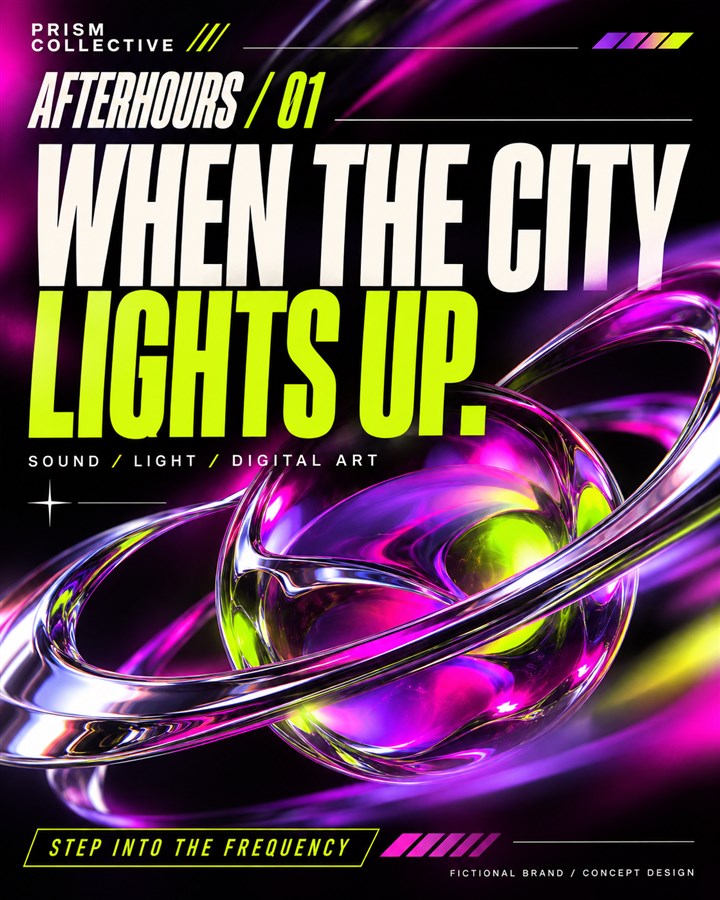 PRISM
COLLECTIVE ///
AFTERHOURS / 01
WHEN THE CITY
LIGHTS UP.
SOUND / LIGHT / DIGITAL ART
STEP INTO THE FREQUENCY
FICTIONAL BRAND / CONCEPT DESIGN